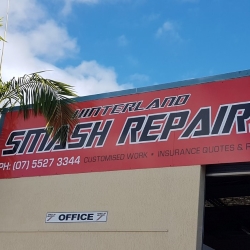 HINTERLAND
SMASH REPAIR
PH: (07) 5527 3344 CUSTOMISED WORK • INSURANCE QUOTES &
OFFICE